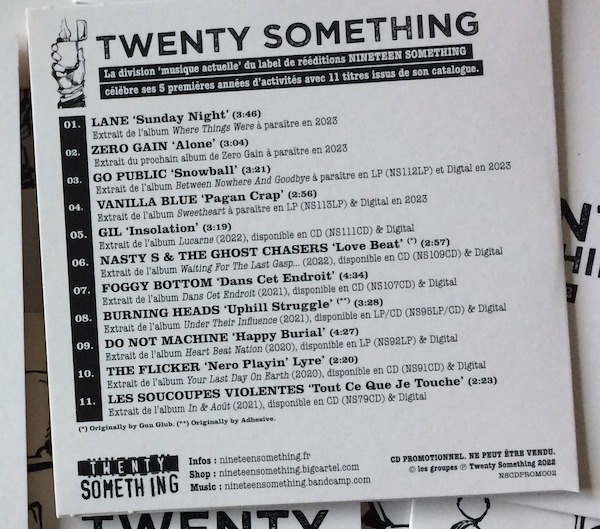 TWENTY SOMETHING
La division 'musique actuelle' du label de rééditions NINETEEN SOMETHING
célèbre ses 5 premières années d'activités avec 11 titres issus de son catalogue.
01. LANE 'Sunday Night' (3:46)
Extrait de l'album Where Things Were à paraître en 2023
02. ZERO GAIN 'Alone' (3:04)
Extrait du prochain album de Zero Gain à paraître en 2023
03. GO PUBLIC 'Snowball' (3:21)
Extrait de l'album Between Nowhere And Goodbye à paraître en LP (NS112LP) et Digtal en 2023
04. VANILLA BLUE 'Pagan Crap' (2:56)
Extrait de l'album Sweetheart à paraître en LP (NS113LP) & Digital en 2023
05. GIL 'Insolation' (3:19)
Extrait de l'album Lucarne (2022), disponible en CD (NS111CD) & Digital
06. NASTY S & THE GHOST CHASERS 'Love Beat' (*) (2:57)
Extrait de l'album Waiting For The Last Gasp... (2022), disponible en CD (NS109CD) & Digital
07. FOGGY BOTTOM 'Dans Cet Endroit' (4:34)
Extrait de l'album Dans Cet Endroit (2021), disponible en CD (NS107CD) & Digital
08. BURNING HEADS 'Uphill Struggle' (**) (3:28)
Extrait de l'album Under Their Influence (2021), disponible en LP/CD (NS95LP/CD) & Digital
09. DO NOT MACHINE 'Happy Burial' (4:27)
Extrait de l'album Heart Beat Nation (2020), disponible en LP (NS92LP) & Digital
10. THE FLICKER 'Nero Playin' Lyre' (2:20)
Extrait de l'album Your Last Day On Earth (2020), disponible en CD (NS91CD) & Digital
11. LES SOUCOUPES VIOLENTES 'Tout Ce Que Je Touche' (2:23)
Extrait de l'album In & Août (2021), disponible en CD (NS79CD) & Digital
(*) Originally by Gun Glub. (**) Originally by Adhesive.
TWENTY
SOMETHING
Infos : nineteensomething.fr
Shop : nineteensomething.bigcartel.com
Music : nineteensomething.bandcamp.com
CD PROMOTIONNEL. NE PEUT ÊTRE VENDU.
© les groupes ℗ Twenty Something 2022
NSCDPROM002
TWENTY